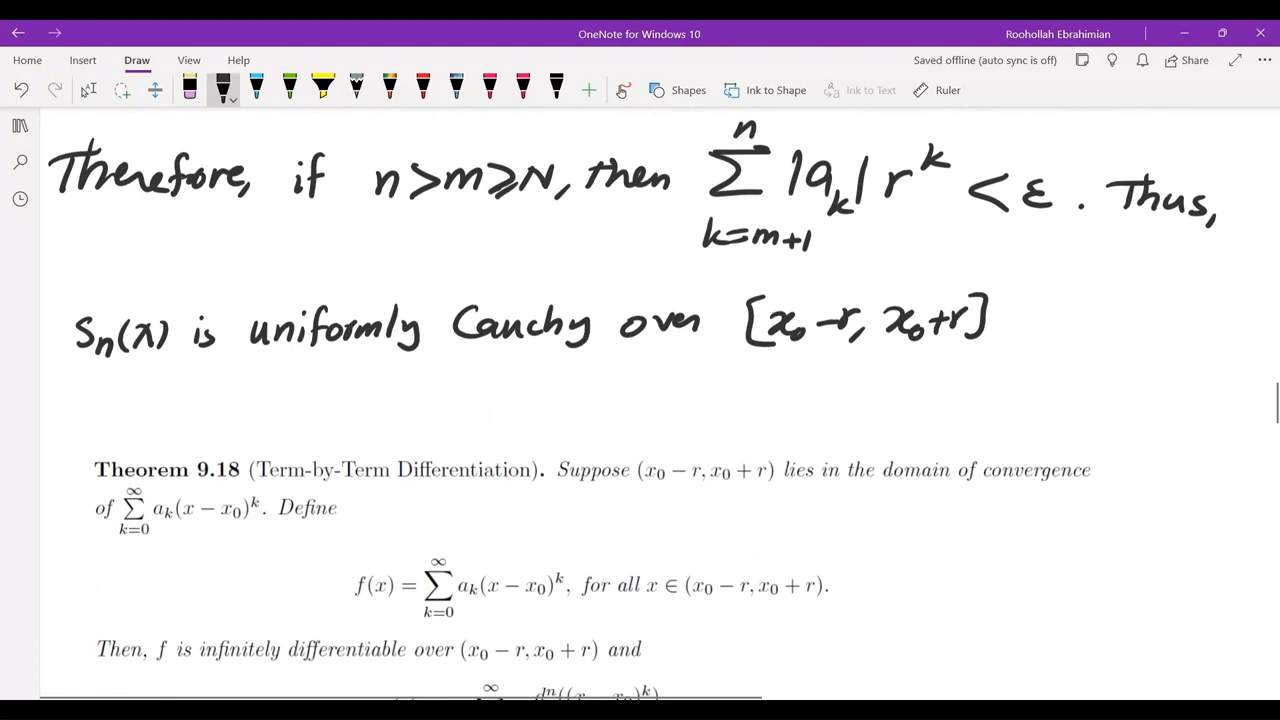 OneNote for Windows 10
Roohollah Ebrahimian
Home Insert Draw View Help
Saved offline (auto sync is off)
Share
Shapes
Ink to Shape
Ink to Text
Ruler
Therefore, if n>m≥N, then ∑_{k=m+1}^{n} |a_k| r^k < ε. Thus,
S_n(x) is uniformly Cauchy over [x_0-r, x_0+r]
Theorem 9.18 (Term-by-Term Differentiation). Suppose (x_0 − r, x_0 + r) lies in the domain of convergence
of ∑_{k=0}^{∞} a_k(x − x_0)^k. Define
f(x) = ∑_{k=0}^{∞} a_k(x − x_0)^k, for all x ∈ (x_0 − r, x_0 + r).
Then, f is infinitely differentiable over (x_0 − r, x_0 + r) and